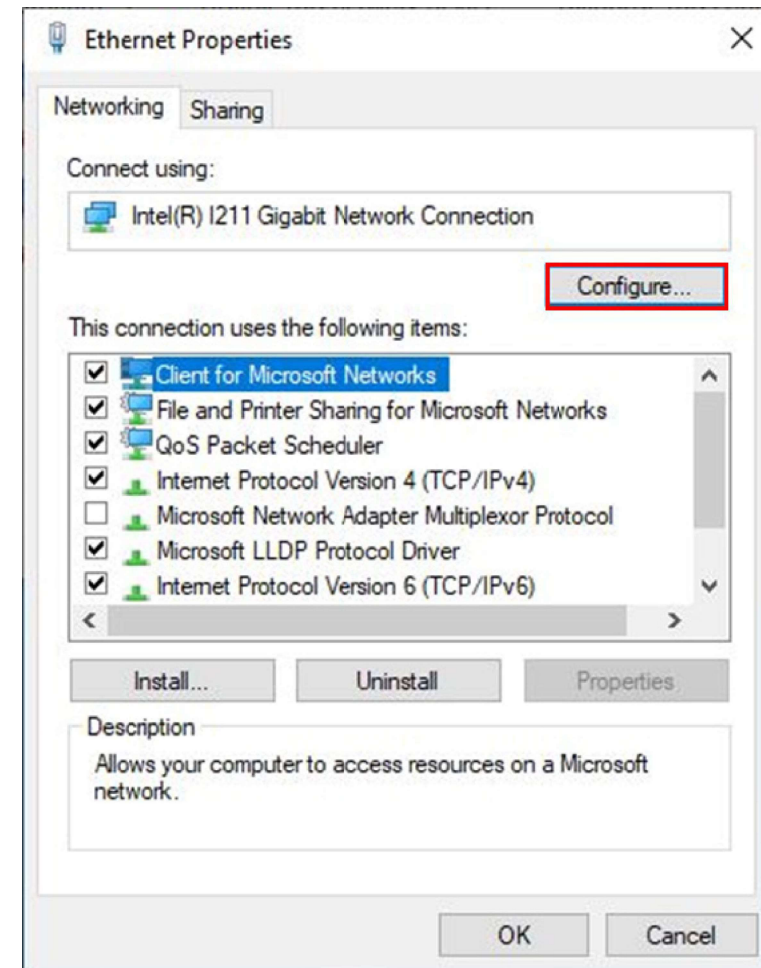 Ethernet Properties
Networking
Sharing
Connect using:
Intel(R) I211 Gigabit Network Connection
Configure...
This connection uses the following items:
Client for Microsoft Networks
File and Printer Sharing for Microsoft Networks
QoS Packet Scheduler
Internet Protocol Version 4 (TCP/IPv4)
Microsoft Network Adapter Multiplexor Protocol
Microsoft LLDP Protocol Driver
Internet Protocol Version 6 (TCP/IPv6)
Install...
Uninstall
Properties
Description
Allows your computer to access resources on a Microsoft
network.
OK
Cancel